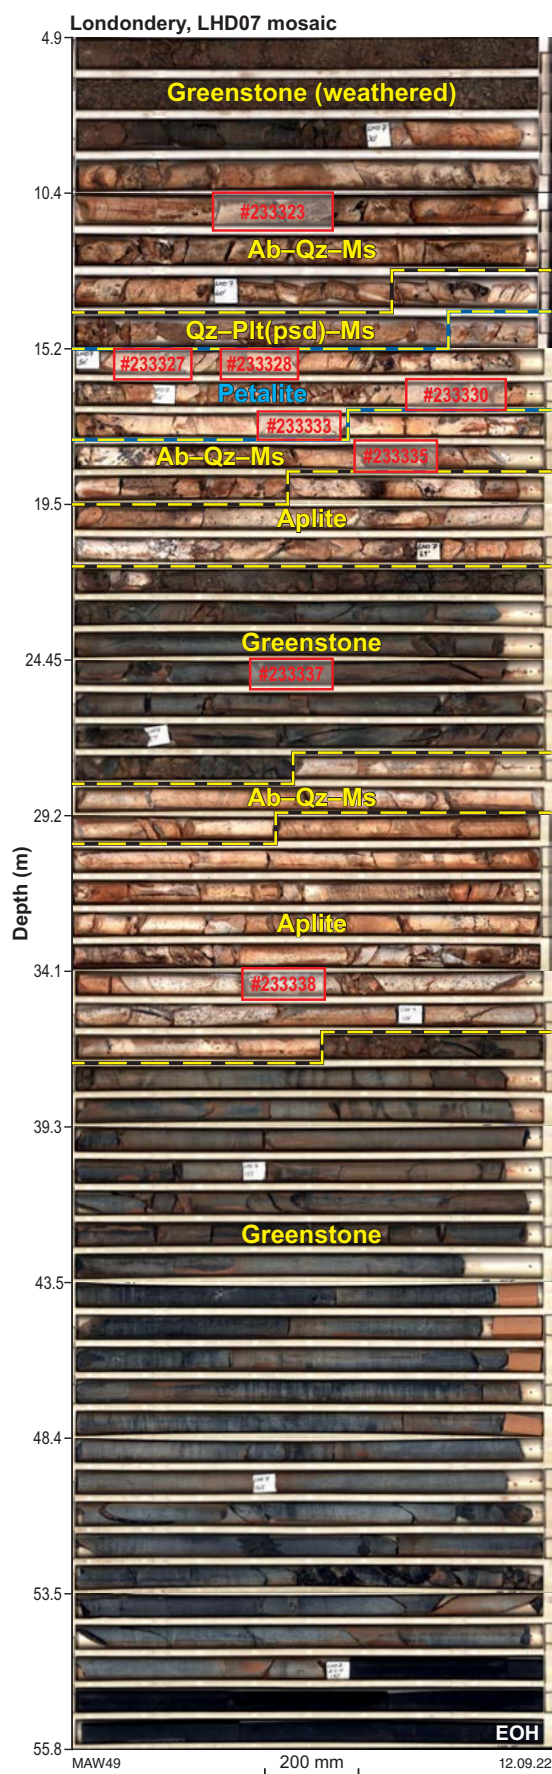 Londondery, LHD07 mosaic
4.9
Greenstone (weathered)
10.4
#233323
Ab–Qz–Ms
Qz–Plt(psd)–Ms
15.2
#233327 #233328
Petalite #233330
#233333
Ab–Qz–Ms #233335
19.5
Aplite
Greenstone
24.45
#233337
Ab–Qz–Ms
29.2
Depth (m)
Aplite
34.1
#233338
39.3
Greenstone
43.5
48.4
53.5
EOH
55.8
MAW49 200 mm 12.09.22